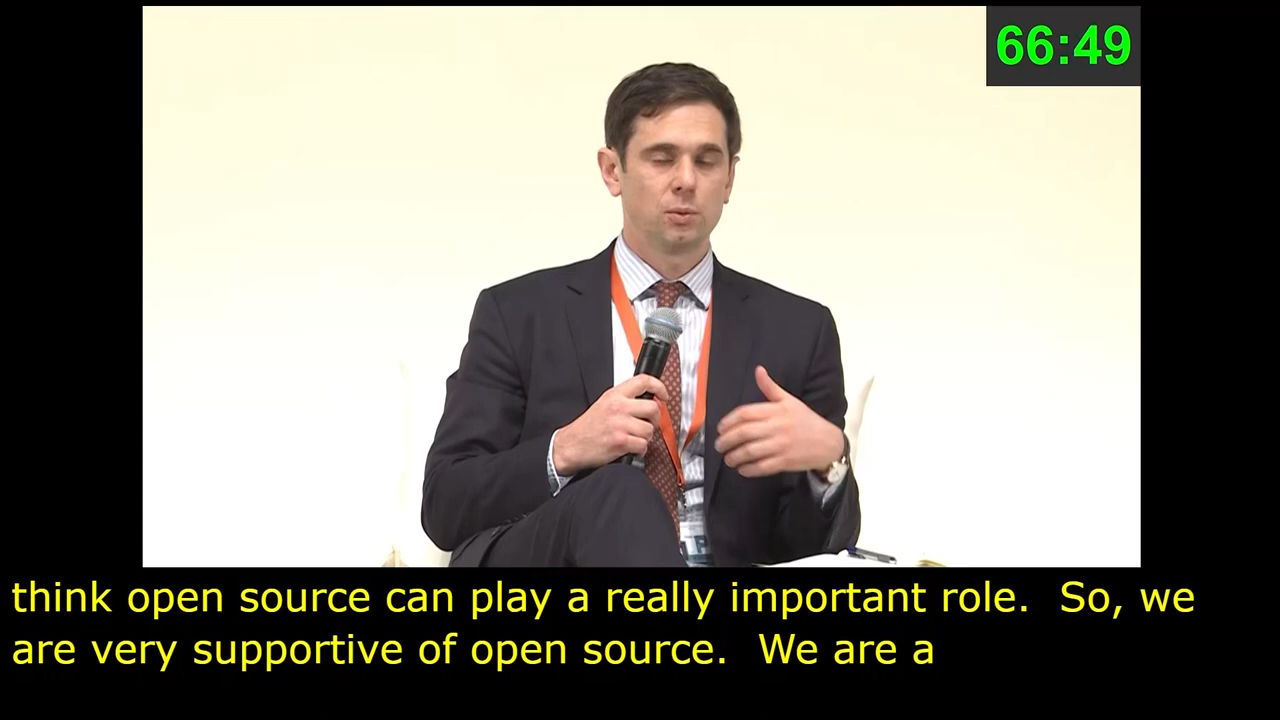 66:49
think open source can play a really important role.  So, we
are very supportive of open source.  We are a